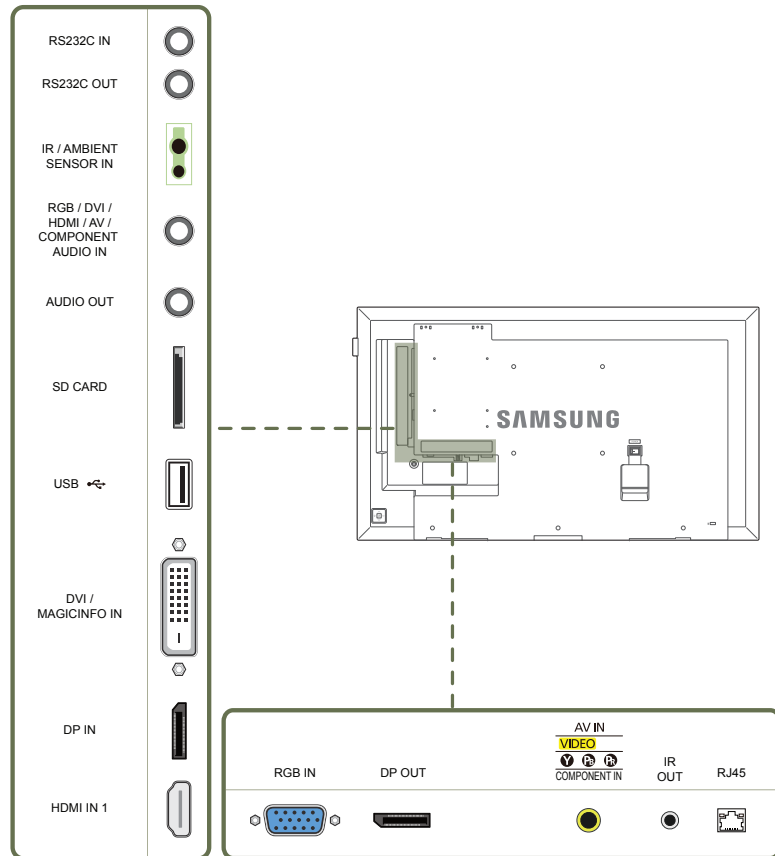 RS232C IN
RS232C OUT
IR / AMBIENT
SENSOR IN
RGB / DVI /
HDMI / AV /
COMPONENT
AUDIO IN
AUDIO OUT
SD CARD
USB
DVI /
MAGICINFO IN
DP IN
HDMI IN 1
SAMSUNG
RGB IN
DP OUT
AV IN
VIDEO
Y PB PR
COMPONENT IN
IR
OUT
RJ45